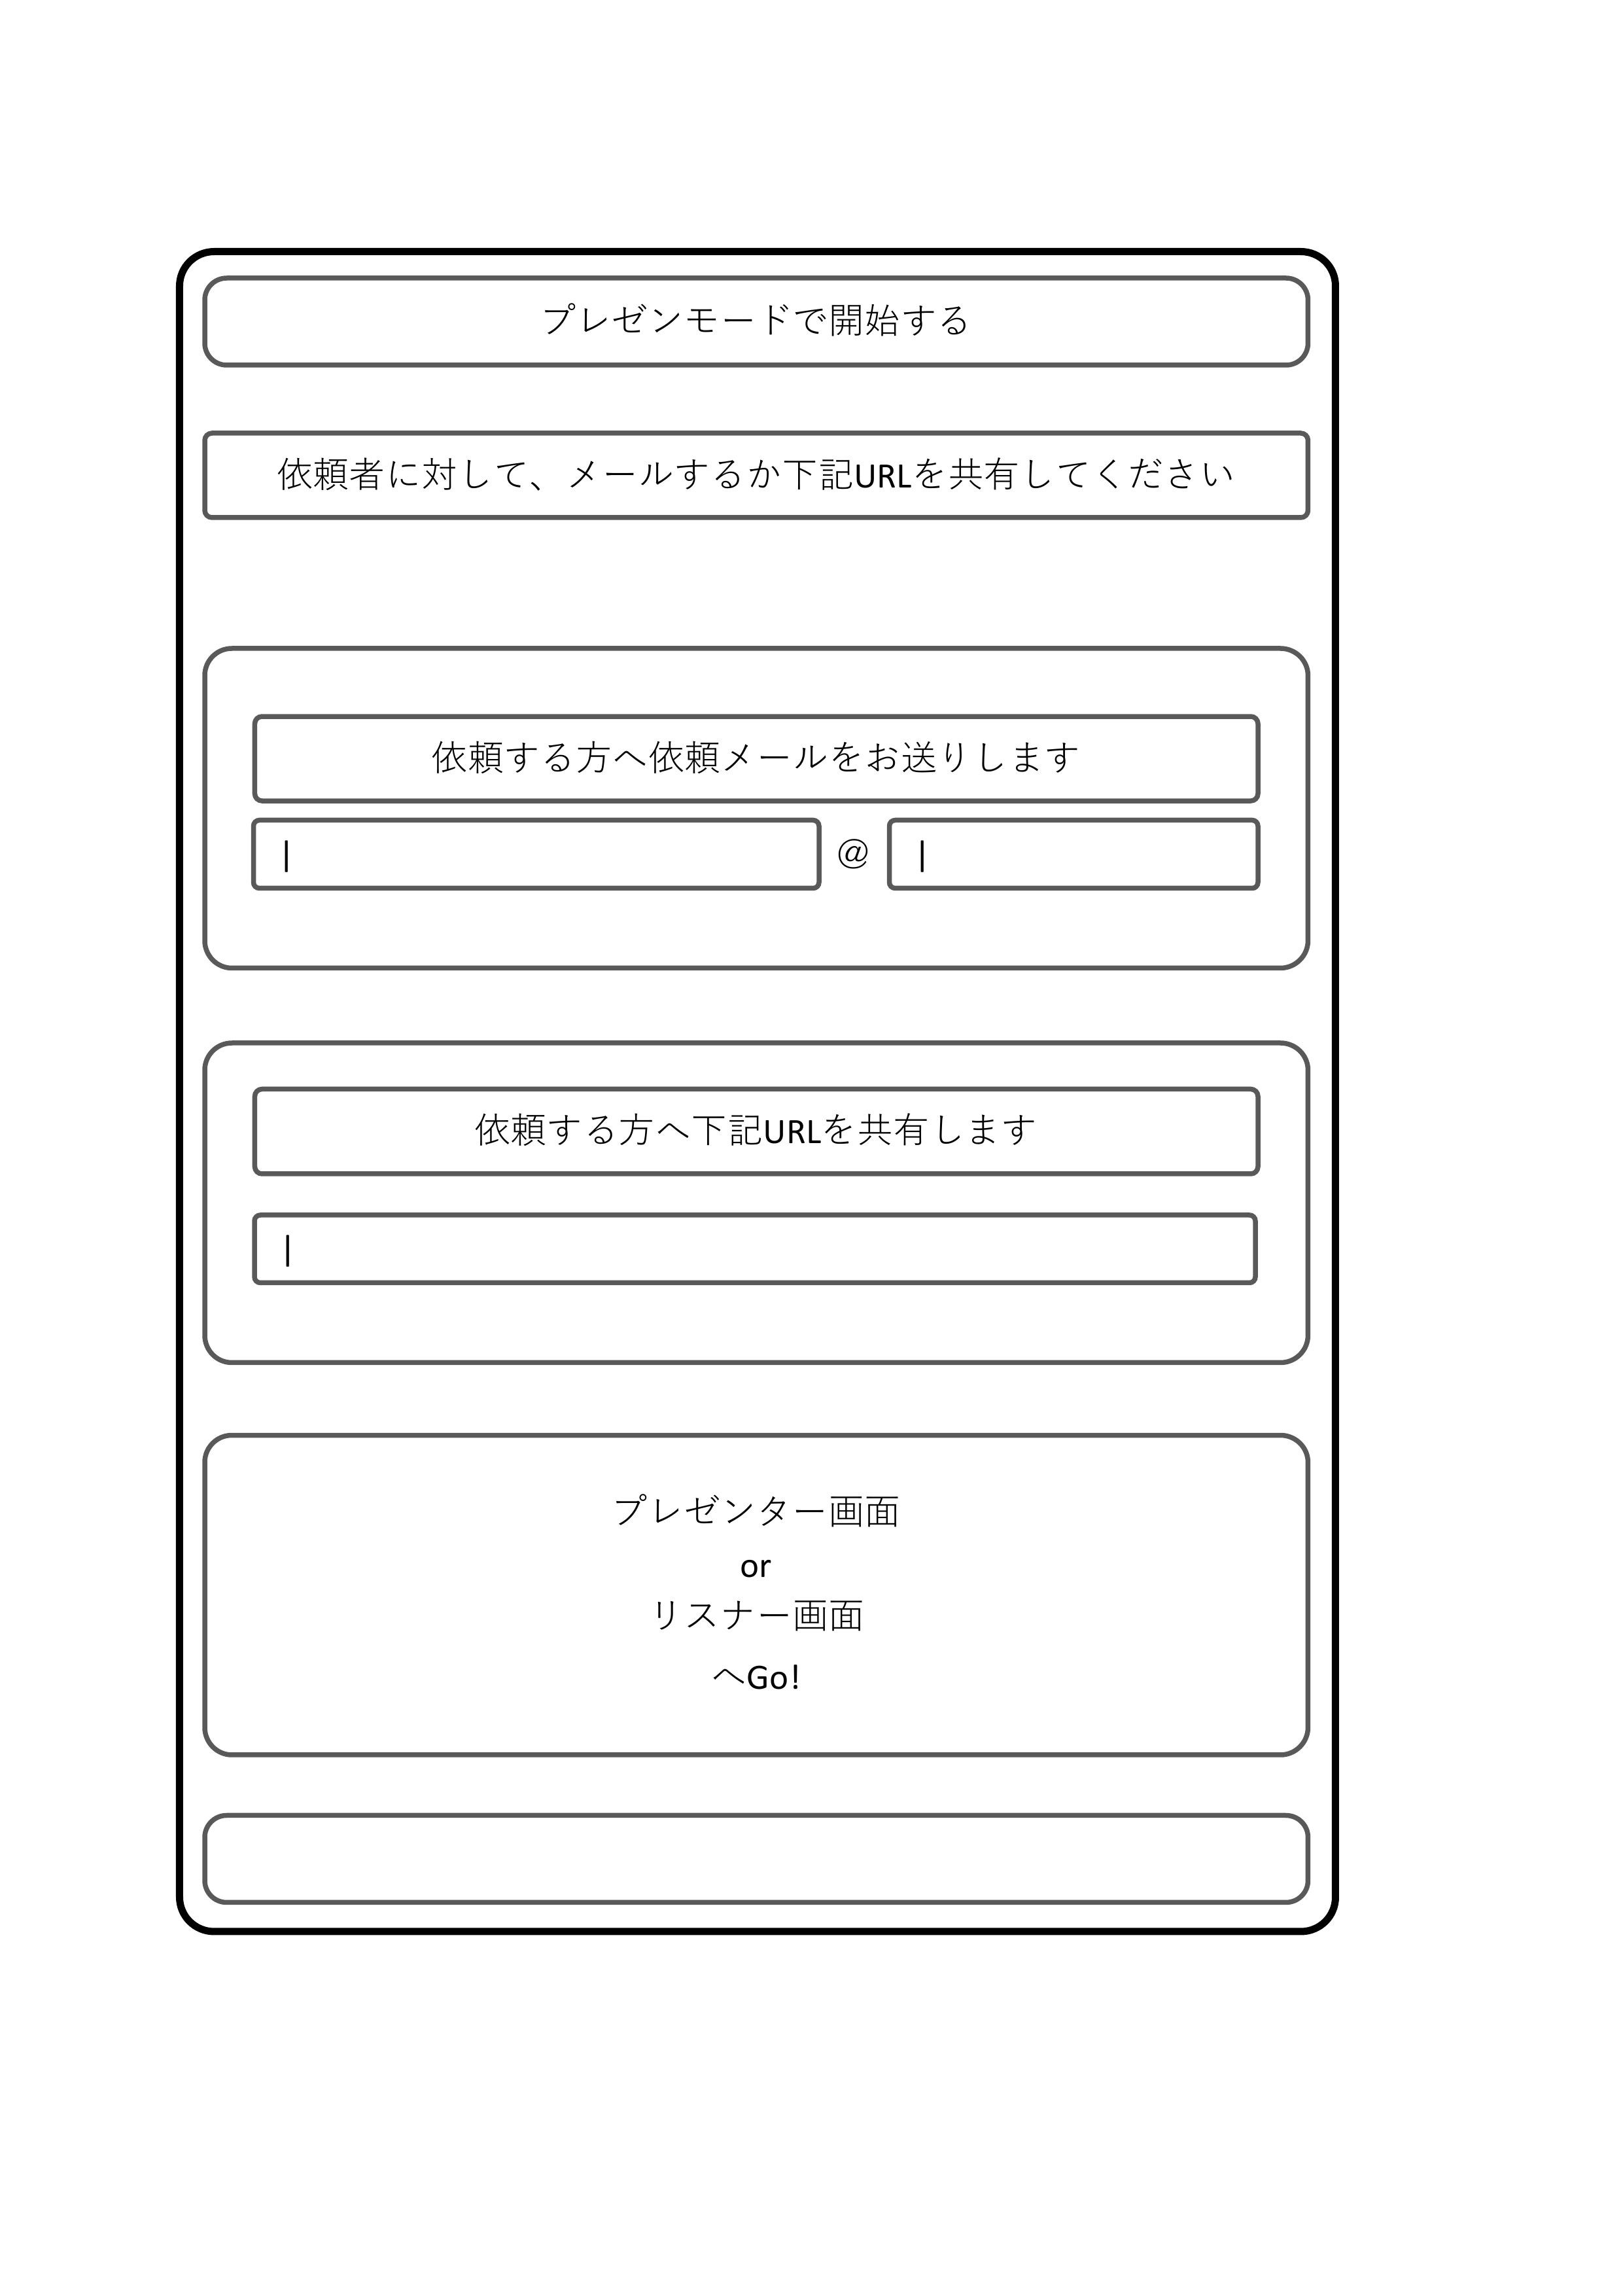 プレゼンモードで開始する
依頼者に対して、メールするか下記URLを共有してください
依頼する方へ依頼メールをお送りします
| @ |
依頼する方へ下記URLを共有します
|
プレゼンター画面
or
リスナー画面
へGo!